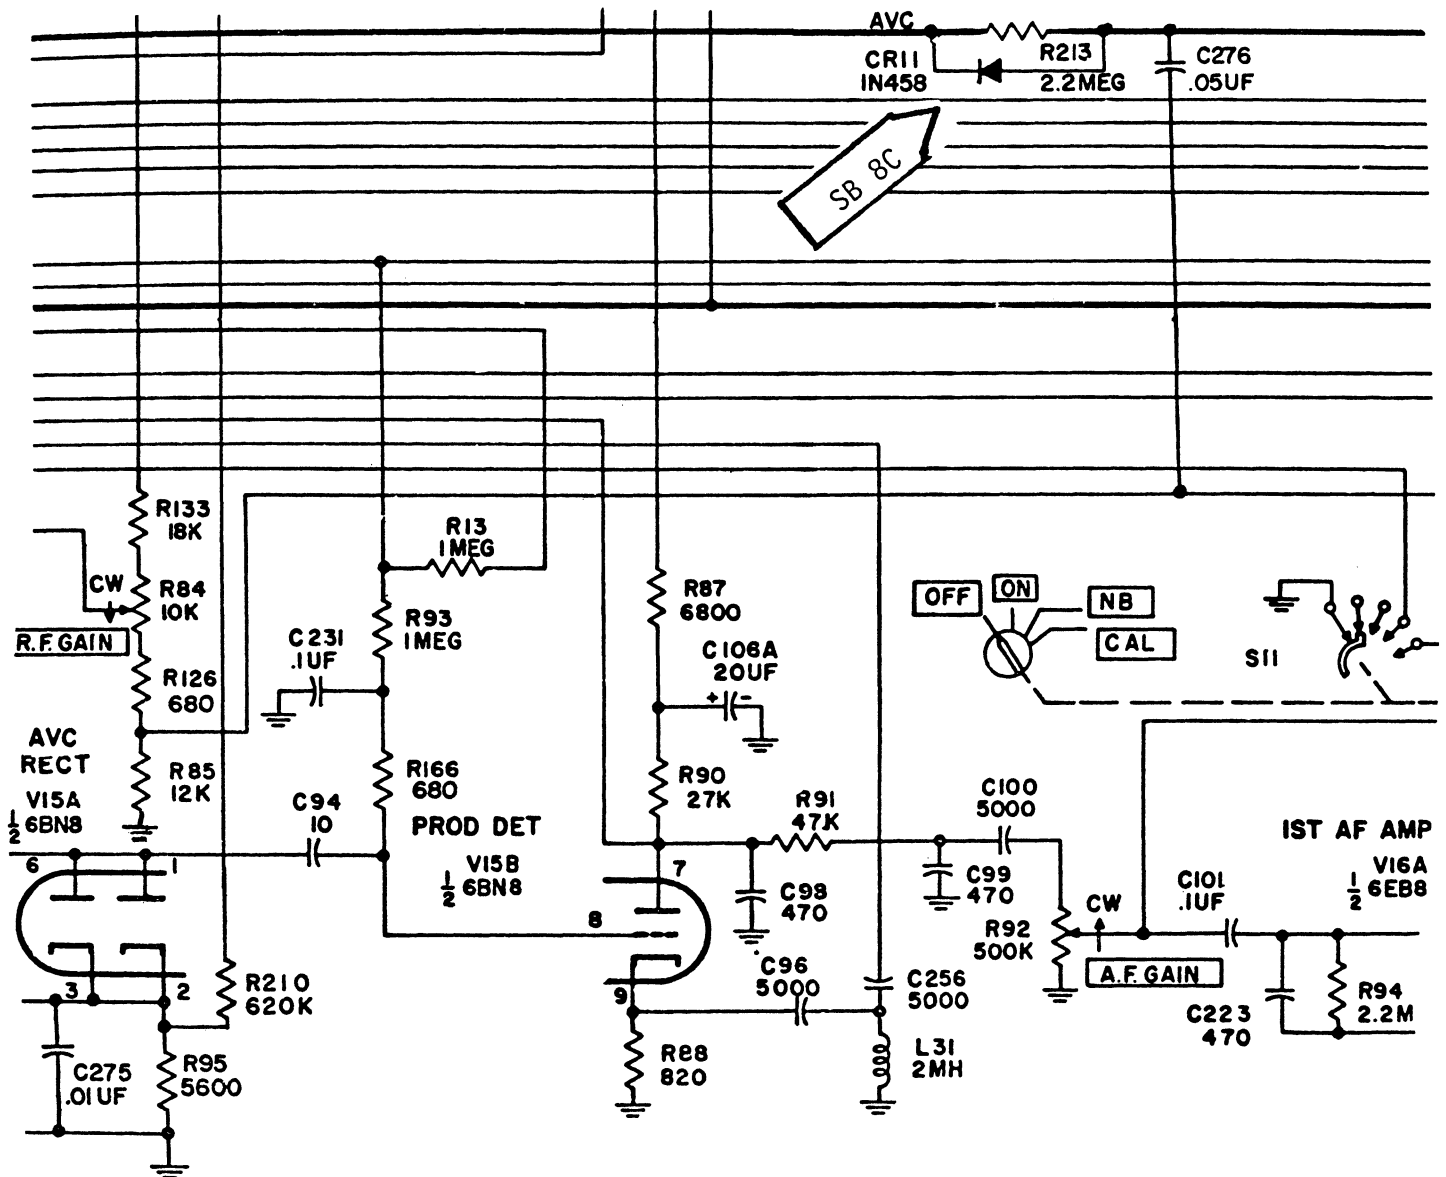 AVC
CR11
1N458
R213
2.2MEG
C276
.05UF
SB 8C
R133
18K
CW
R84
10K
R.F. GAIN
R126
680
AVC
RECT
V15A
1/2 6BN8
R85
12K
R13
1MEG
R93
1MEG
C231
.1UF
R166
680
C94
10
PROD DET
V15B
1/2 6BN8
R87
6800
C106A
20UF
+ -
R90
27K
R91
47K
C100
5000
OFF
ON
NB
CAL
S11
1ST AF AMP
V16A
1/2 6EB8
6
1
3
2
7
8
9
C98
470
C99
470
R92
500K
CW
A.F. GAIN
C101
.1UF
C223
470
R94
2.2M
R210
620K
C275
.01UF
R95
5600
C96
5000
C256
5000
R88
820
L31
2MH